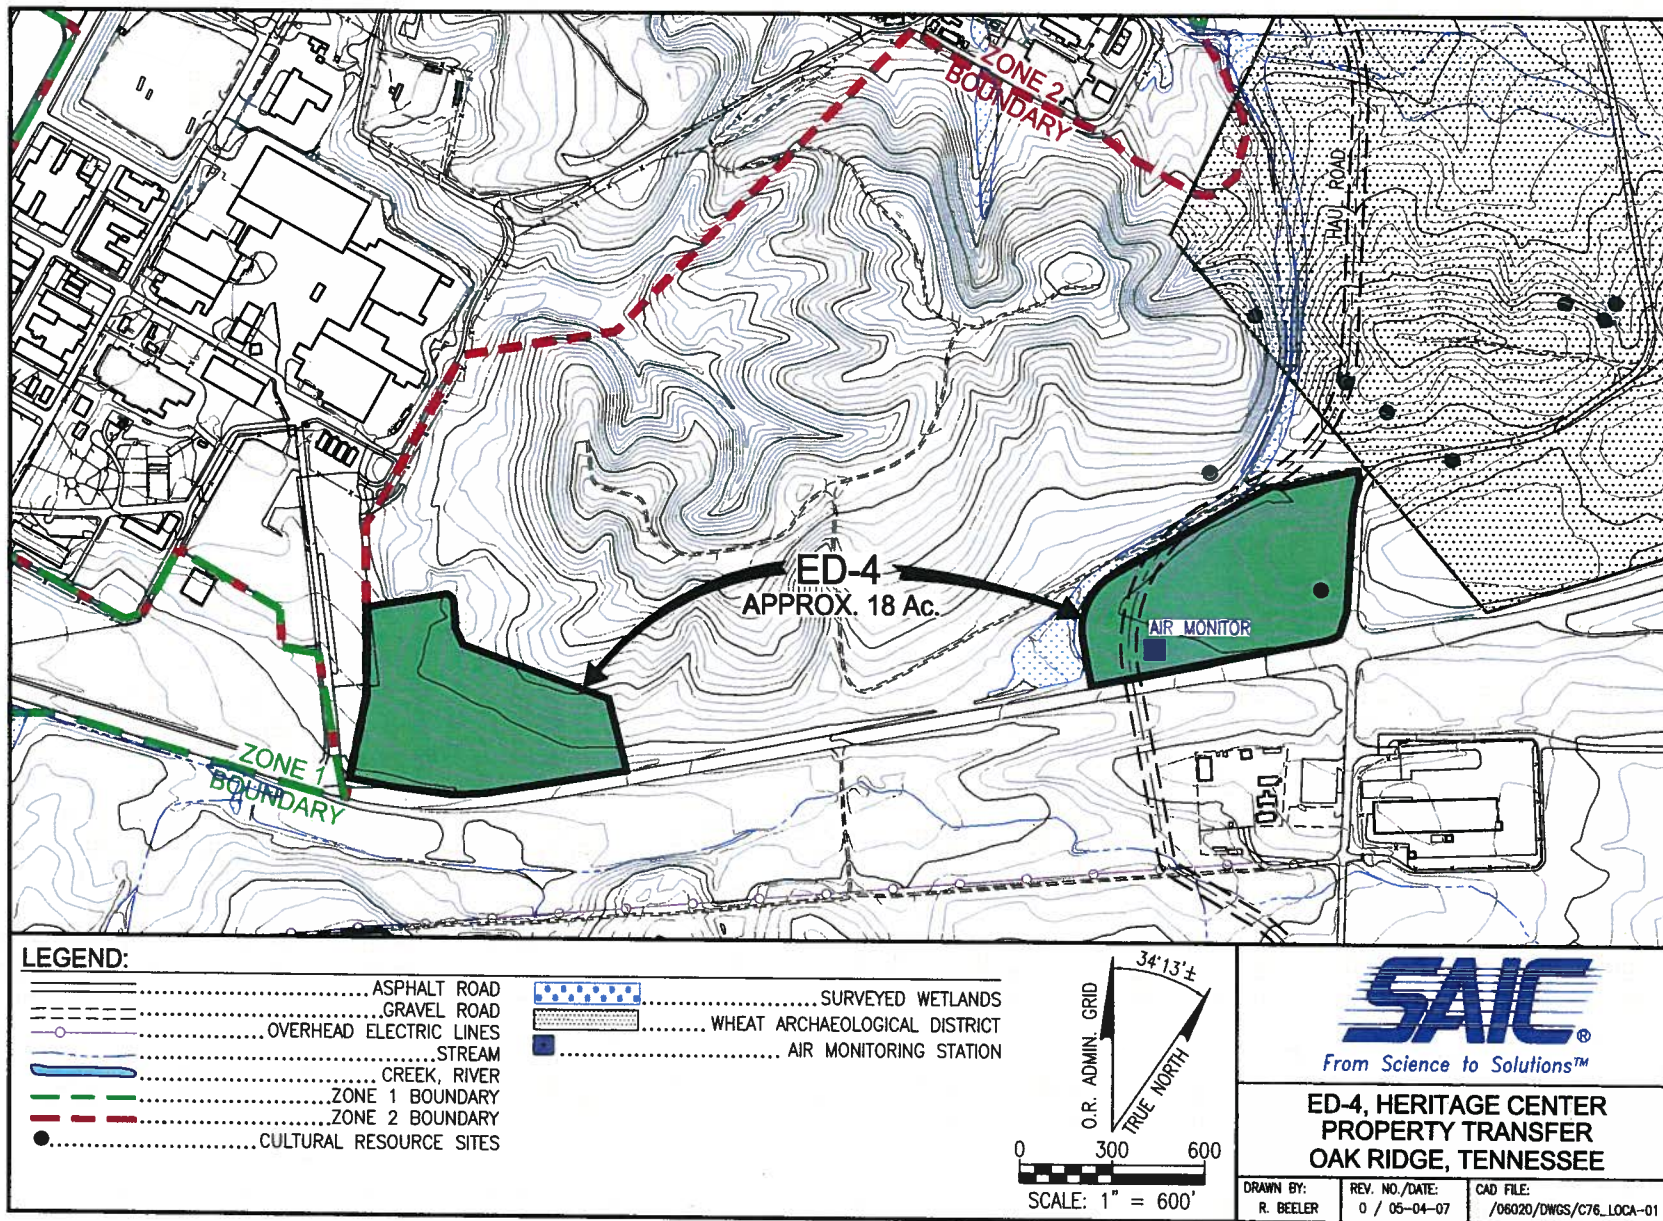 ZONE 2
BOUNDARY
HAUL ROAD
ED-4
APPROX. 18 Ac.
AIR MONITOR
ZONE 1
BOUNDARY
LEGEND:
ASPHALT ROAD
GRAVEL ROAD
OVERHEAD ELECTRIC LINES
STREAM
CREEK, RIVER
ZONE 1 BOUNDARY
ZONE 2 BOUNDARY
CULTURAL RESOURCE SITES
SURVEYED WETLANDS
WHEAT ARCHAEOLOGICAL DISTRICT
AIR MONITORING STATION
34°13'±
O.R. ADMIN. GRID
TRUE NORTH
0 300 600
SCALE: 1" = 600'
SAIC®
From Science to Solutions™
ED-4, HERITAGE CENTER
PROPERTY TRANSFER
OAK RIDGE, TENNESSEE
DRAWN BY:
R. BEELER
REV. NO./DATE:
0 / 05-04-07
CAD FILE:
/06020/DWGS/C76_LOCA-01